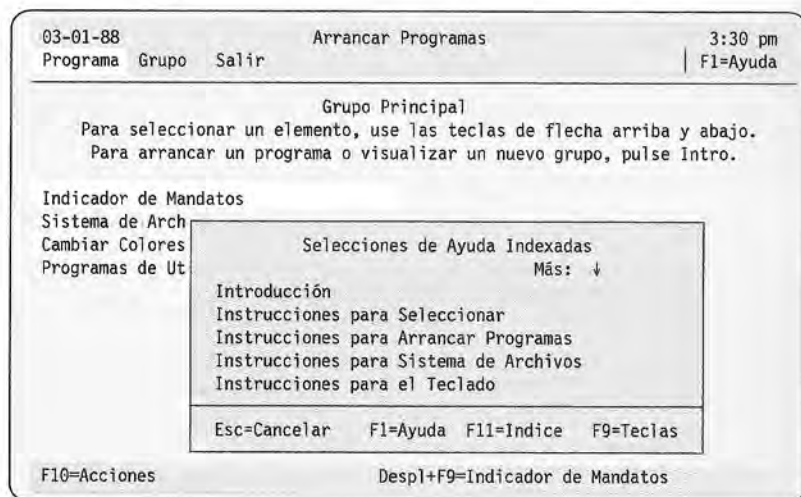 03-01-88 Arrancar Programas 3:30 pm
Programa Grupo Salir | F1=Ayuda
Grupo Principal
Para seleccionar un elemento, use las teclas de flecha arriba y abajo.
Para arrancar un programa o visualizar un nuevo grupo, pulse Intro.
Indicador de Mandatos
Sistema de Arch
Cambiar Colores
Programas de Ut
Selecciones de Ayuda Indexadas
Más: ↓
Introducción
Instrucciones para Seleccionar
Instrucciones para Arrancar Programas
Instrucciones para Sistema de Archivos
Instrucciones para el Teclado
Esc=Cancelar F1=Ayuda F11=Indice F9=Teclas
F10=Acciones Despl+F9=Indicador de Mandatos